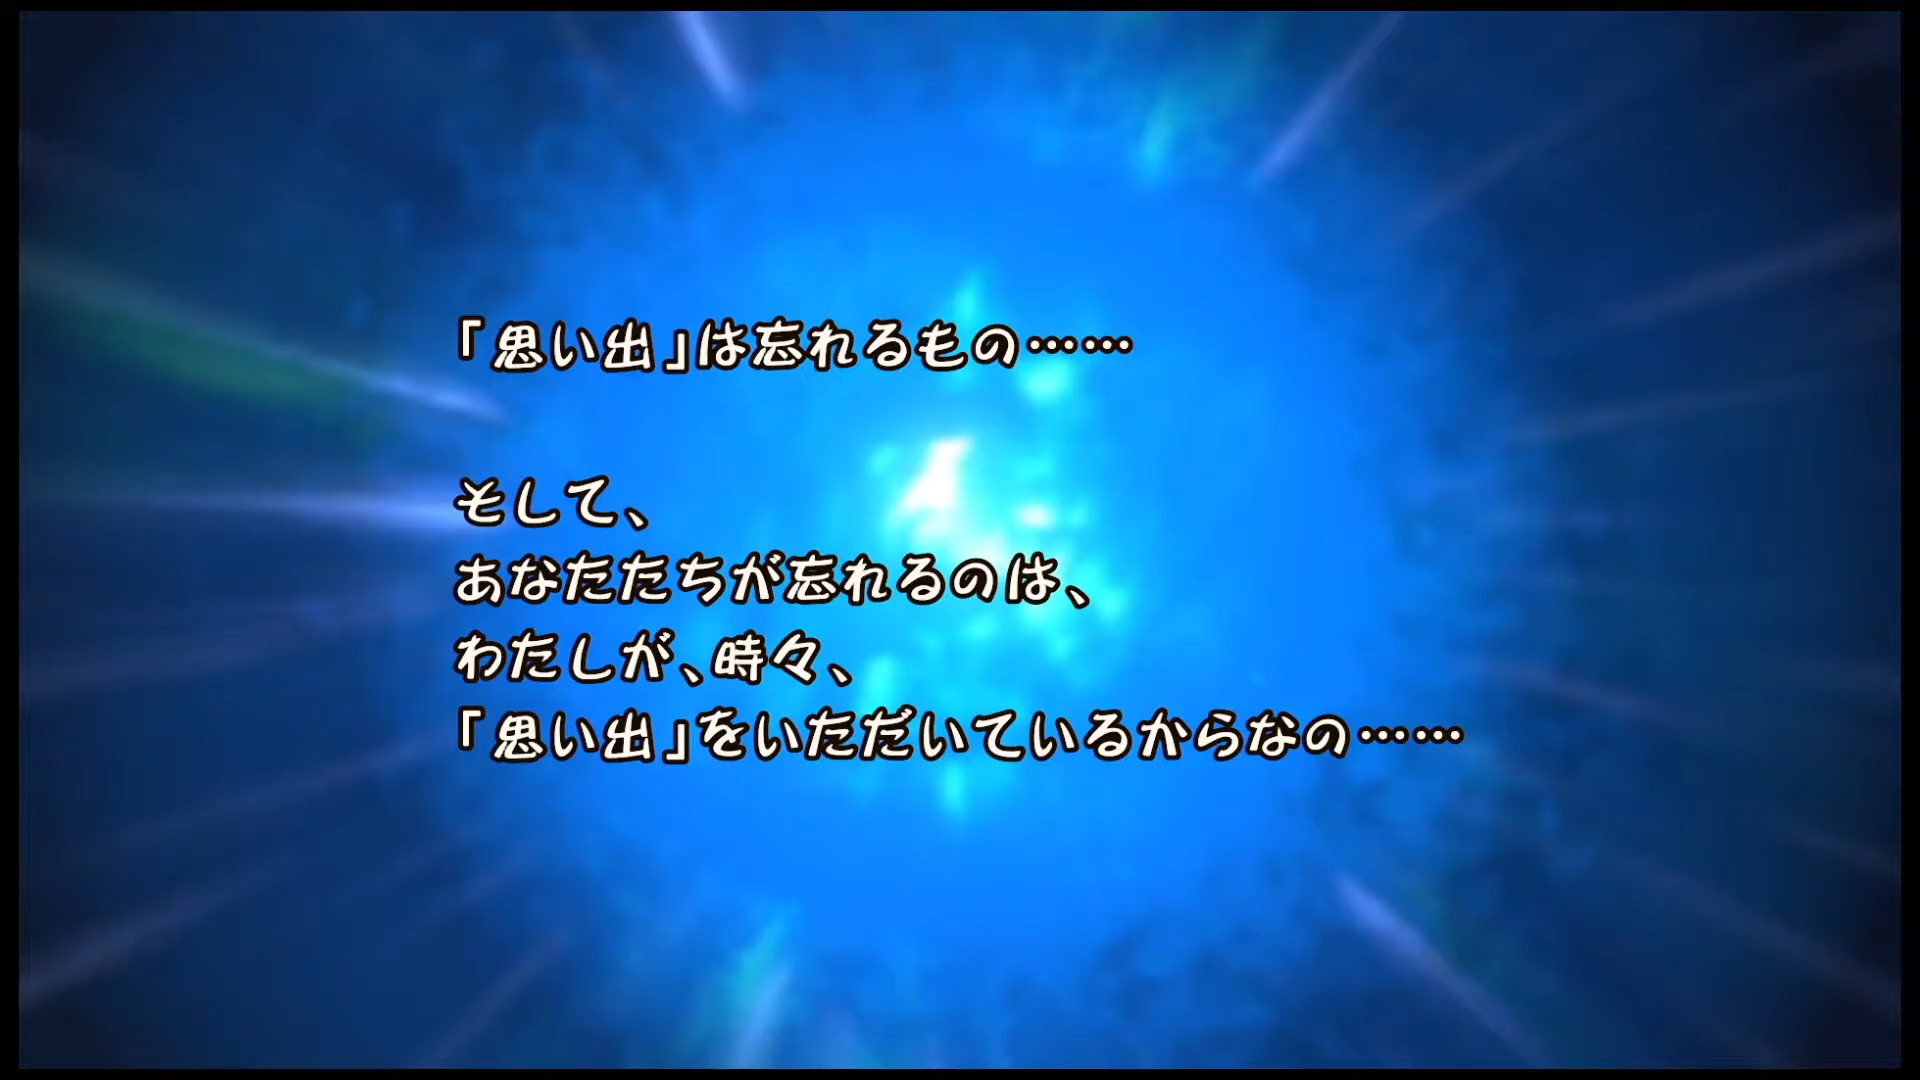 「思い出」は忘れるもの……
そして、
あなたたちが忘れるのは、
わたしが、時々、
「思い出」をいただいているからなの……